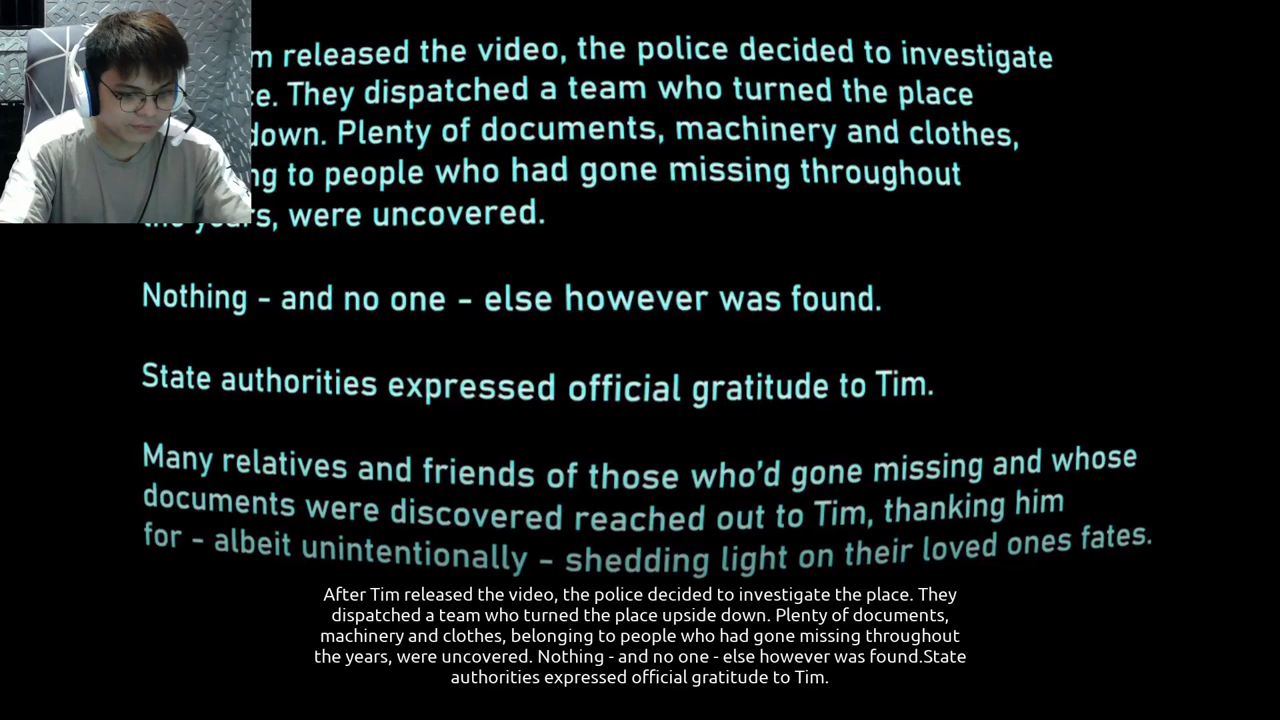 m released the video, the police decided to investigate
ce. They dispatched a team who turned the place
down. Plenty of documents, machinery and clothes,
ng to people who had gone missing throughout
the years, were uncovered.
Nothing - and no one - else however was found.
State authorities expressed official gratitude to Tim.
Many relatives and friends of those who'd gone missing and whose
documents were discovered reached out to Tim, thanking him
for - albeit unintentionally - shedding light on their loved ones fates.
After Tim released the video, the police decided to investigate the place. They
dispatched a team who turned the place upside down. Plenty of documents,
machinery and clothes, belonging to people who had gone missing throughout
the years, were uncovered. Nothing - and no one - else however was found.State
authorities expressed official gratitude to Tim.